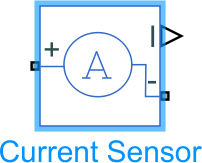 + A I -
Current Sensor